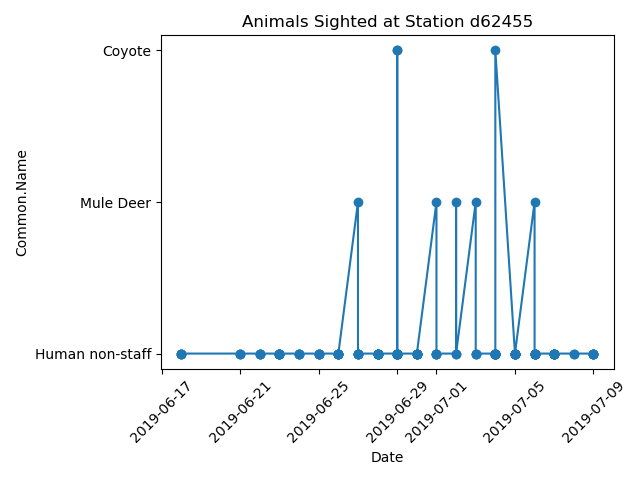 Animals Sighted at Station d62455
Coyote
Mule Deer
Human non-staff
Common.Name
2019-06-17
2019-06-21
2019-06-25
2019-06-29
2019-07-01
2019-07-05
2019-07-09
Date